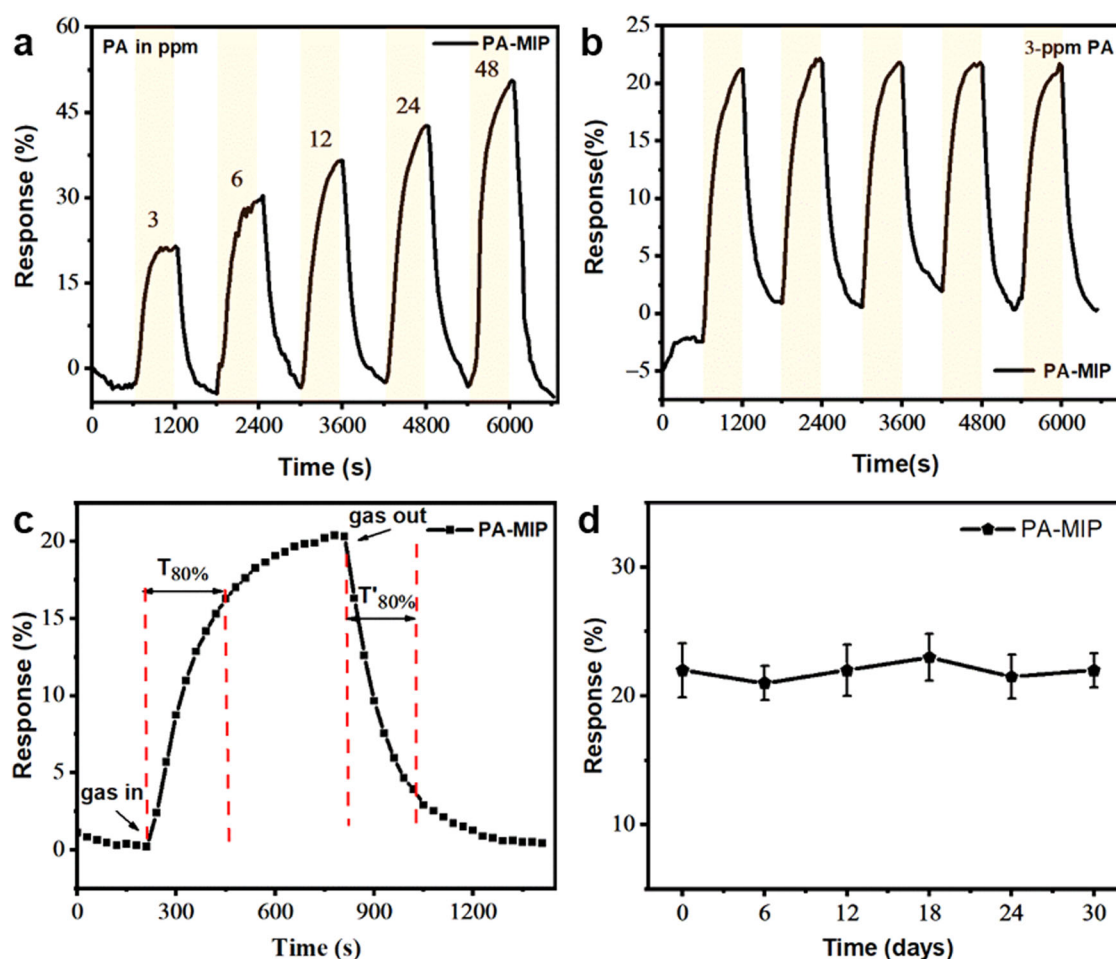 a
PA in ppm
PA-MIP
3
6
12
24
48
60
45
30
15
0
Response (%)
0
1200
2400
3600
4800
6000
Time (s)
b
3-ppm PA
25
20
15
10
5
0
−5
Response(%)
PA-MIP
0
1200
2400
3600
4800
6000
Time(s)
c
gas out
PA-MIP
T80%
T'80%
gas in
20
15
10
5
0
Response (%)
0
300
600
900
1200
Time (s)
d
PA-MIP
30
20
10
Response (%)
0
6
12
18
24
30
Time (days)